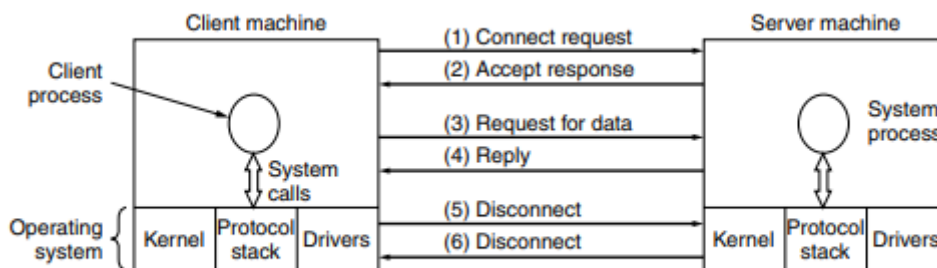 Client machine
Server machine
(1) Connect request
(2) Accept response
Client
process
(3) Request for data
System
process
(4) Reply
System
calls
(5) Disconnect
Operating
system
Kernel
Protocol
stack
Drivers
(6) Disconnect
Kernel
Protocol
stack
Drivers